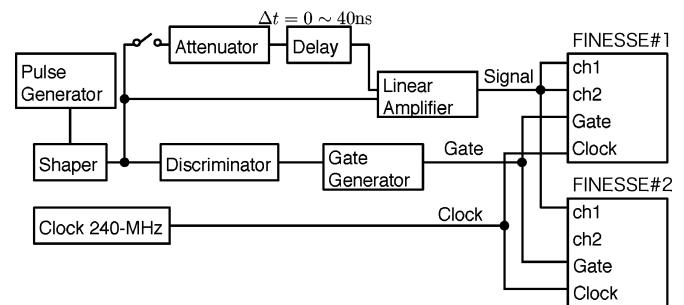 Δt = 0 ∼ 40ns
Attenuator
Delay
FINESSE#1
Pulse
Generator
Linear
Amplifier
Signal
ch1
ch2
Gate
Clock
Shaper
Discriminator
Gate
Generator
Gate
FINESSE#2
Clock 240-MHz
Clock
ch1
ch2
Gate
Clock